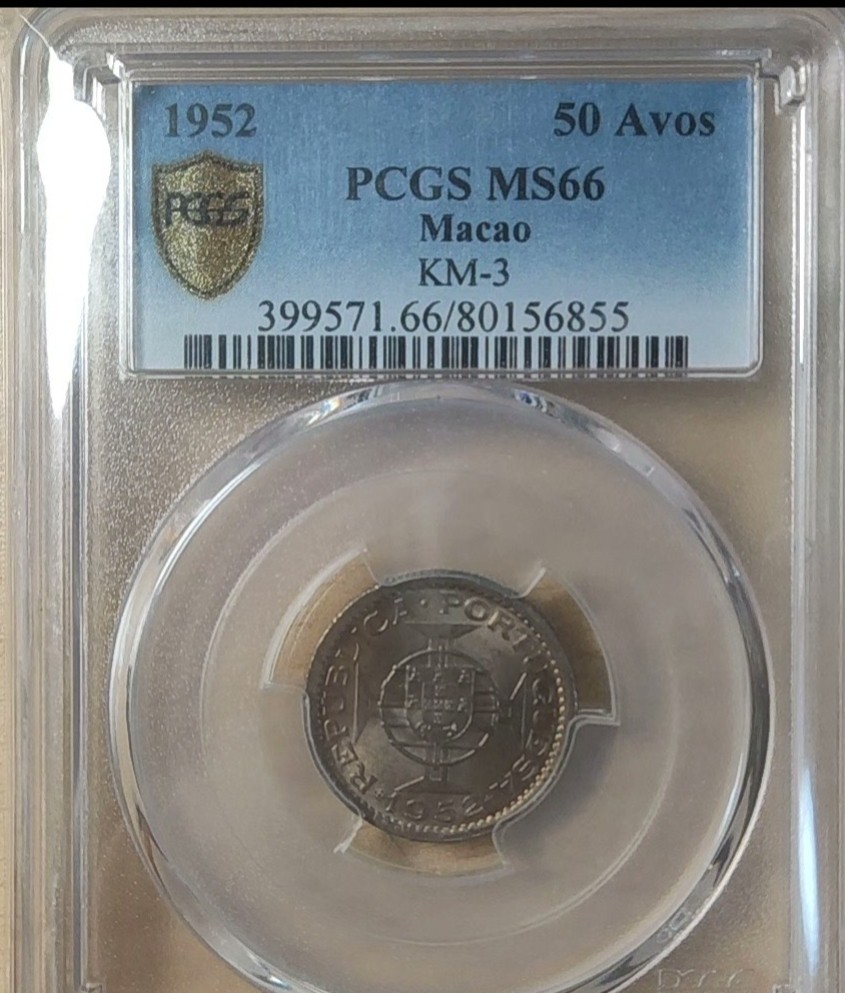 1952 50 Avos
PCGS
PCGS MS66
Macao
KM-3
399571.66/80156855
REPUBLICA · PORTUGUESA
· 1952 ·